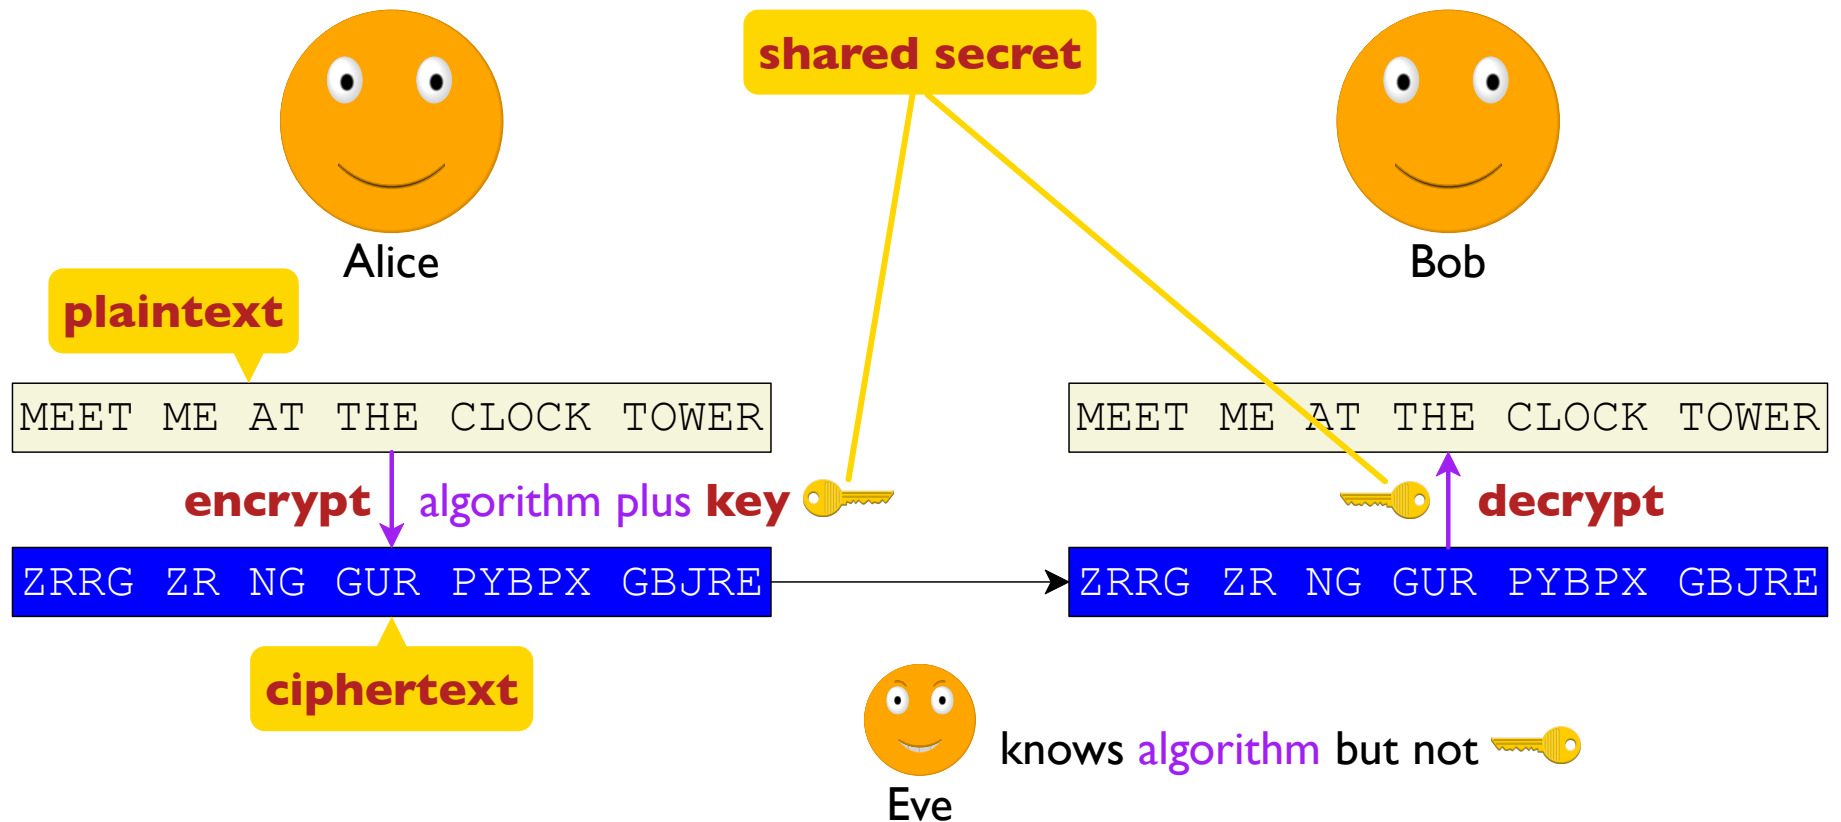 shared secret
Alice
Bob
plaintext
MEET ME AT THE CLOCK TOWER
MEET ME AT THE CLOCK TOWER
encrypt algorithm plus key
decrypt
ZRRG ZR NG GUR PYBPX GBJRE
ZRRG ZR NG GUR PYBPX GBJRE
ciphertext
knows algorithm but not
Eve